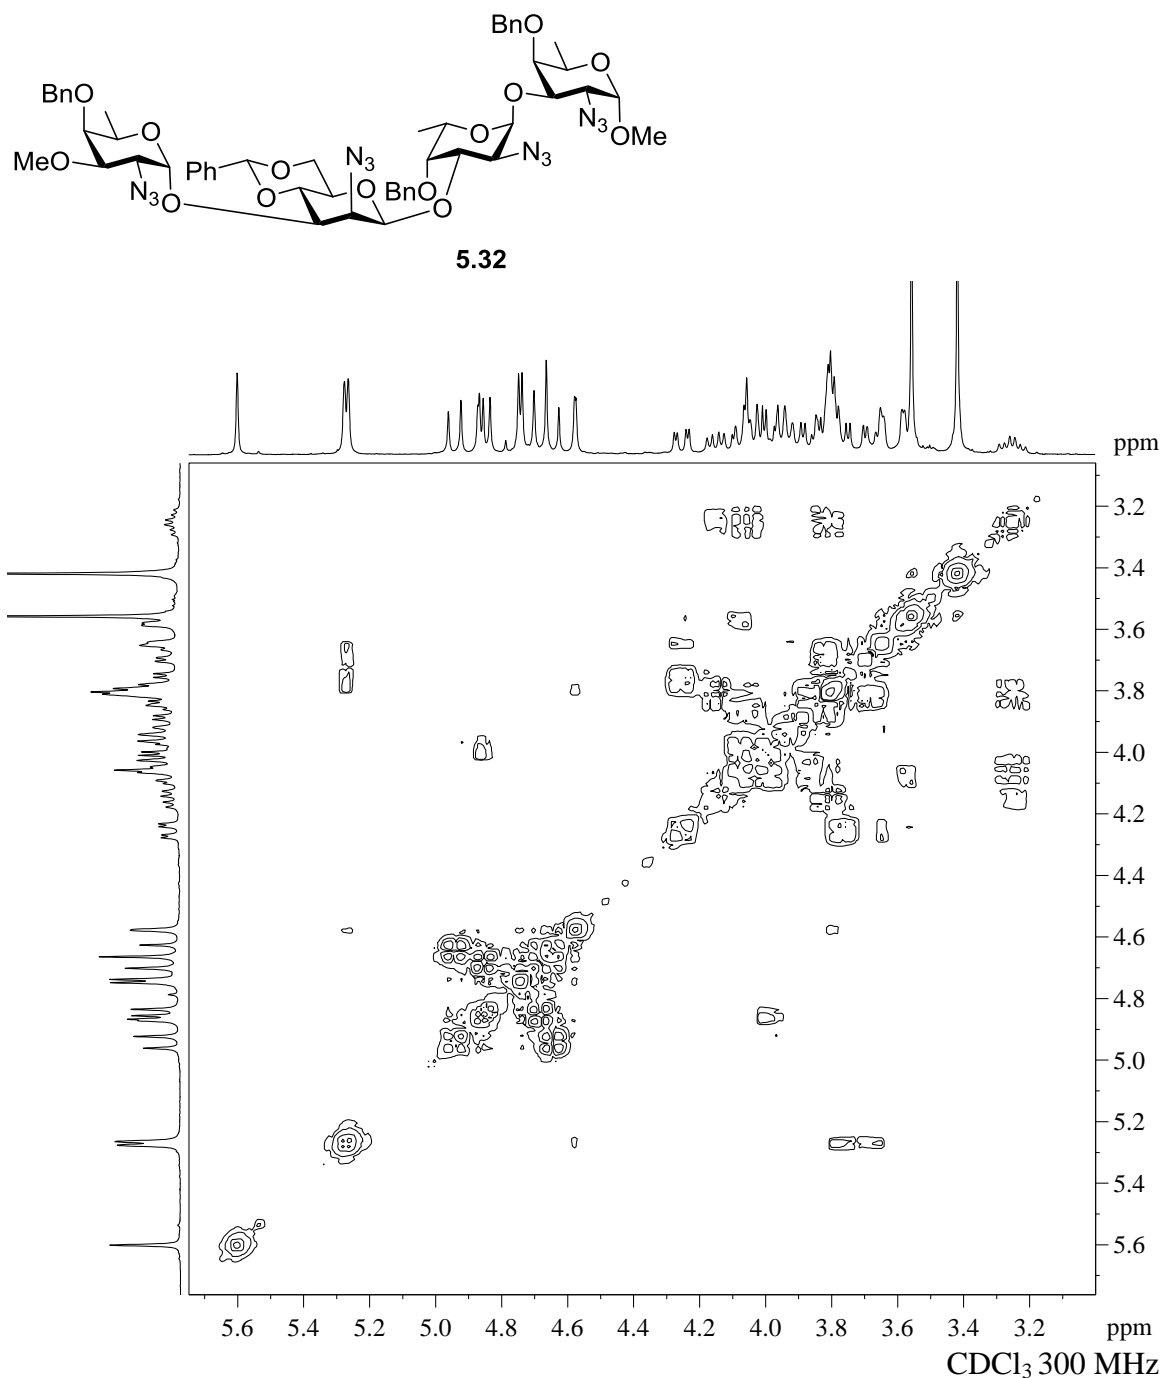 BnO
O
O
N₃
OMe
BnO
O
MeO
N₃
O
Ph
O
O
N₃
O
O
N₃
BnO
O
5.32
ppm
3.2
3.4
3.6
3.8
4.0
4.2
4.4
4.6
4.8
5.0
5.2
5.4
5.6
5.6 5.4 5.2 5.0 4.8 4.6 4.4 4.2 4.0 3.8 3.6 3.4 3.2 ppm
CDCl₃ 300 MHz